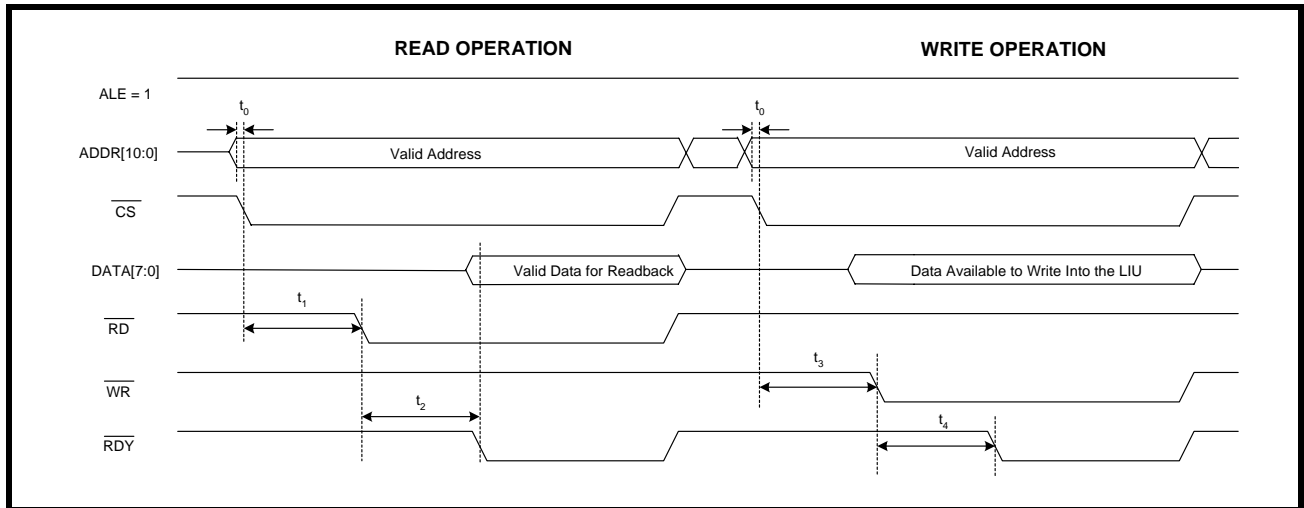 READ OPERATION WRITE OPERATION
ALE = 1
t0 t0
ADDR[10:0] Valid Address Valid Address
CS
DATA[7:0] Valid Data for Readback Data Available to Write Into the LIU
t1
RD
t3
WR
t2 t4
RDY